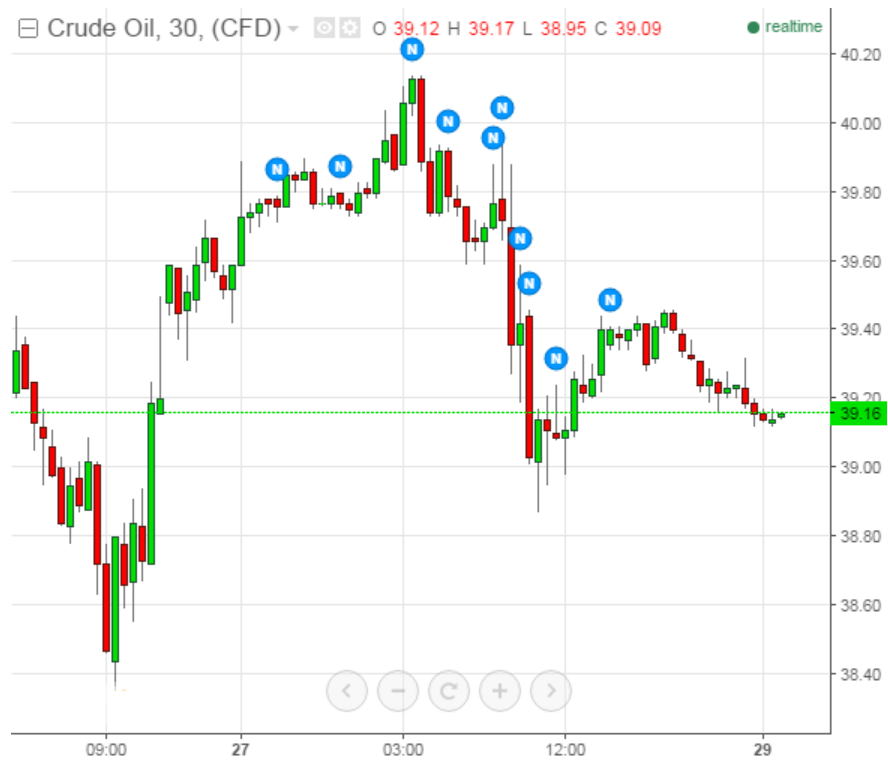 Crude Oil, 30, (CFD) O 39.12 H 39.17 L 38.95 C 39.09 realtime
N
40.20
N
N
40.00
N
N
N
39.80
N
39.60
N
N
39.40
N
39.20
39.16
39.00
38.80
38.60
38.40
09:00 27 03:00 12:00 29